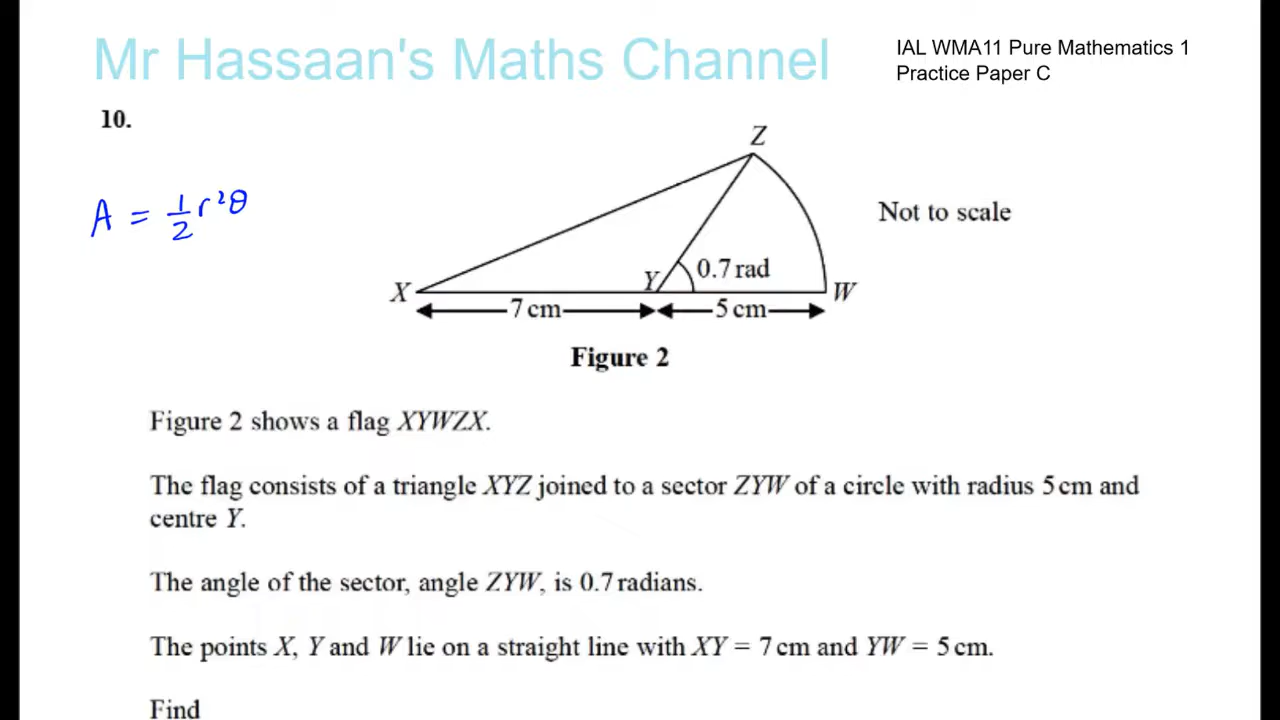 Mr Hassaan's Maths Channel
IAL WMA11 Pure Mathematics 1
Practice Paper C
10.
Z
A = 1/2 r²θ
Not to scale
Y 0.7 rad
X W
7 cm 5 cm
Figure 2
Figure 2 shows a flag XYWZX.
The flag consists of a triangle XYZ joined to a sector ZYW of a circle with radius 5 cm and
centre Y.
The angle of the sector, angle ZYW, is 0.7 radians.
The points X, Y and W lie on a straight line with XY = 7 cm and YW = 5 cm.
Find